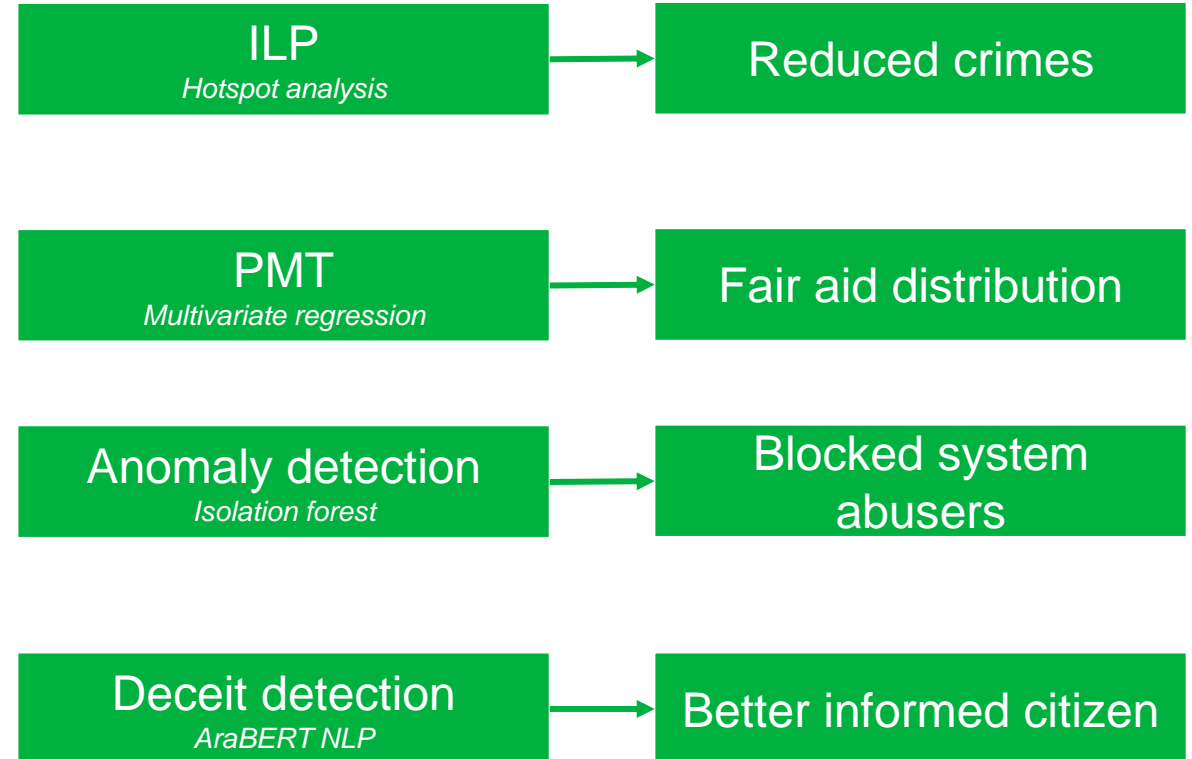 ILP
Hotspot analysis
Reduced crimes
PMT
Multivariate regression
Fair aid distribution
Anomaly detection
Isolation forest
Blocked system
abusers
Deceit detection
AraBERT NLP
Better informed citizen